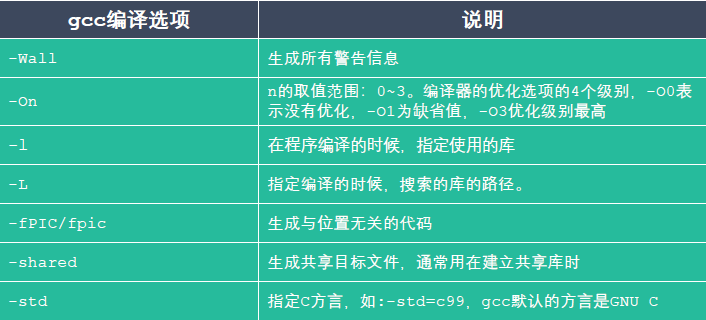 gcc编译选项 说明
-Wall 生成所有警告信息
-On n的取值范围：0~3。编译器的优化选项的4个级别，-O0表
示没有优化，-O1为缺省值，-O3优化级别最高
-l 在程序编译的时候，指定使用的库
-L 指定编译的时候，搜索的库的路径。
-fPIC/fpic 生成与位置无关的代码
-shared 生成共享目标文件，通常用在建立共享库时
-std 指定C方言，如:-std=c99，gcc默认的方言是GNU C